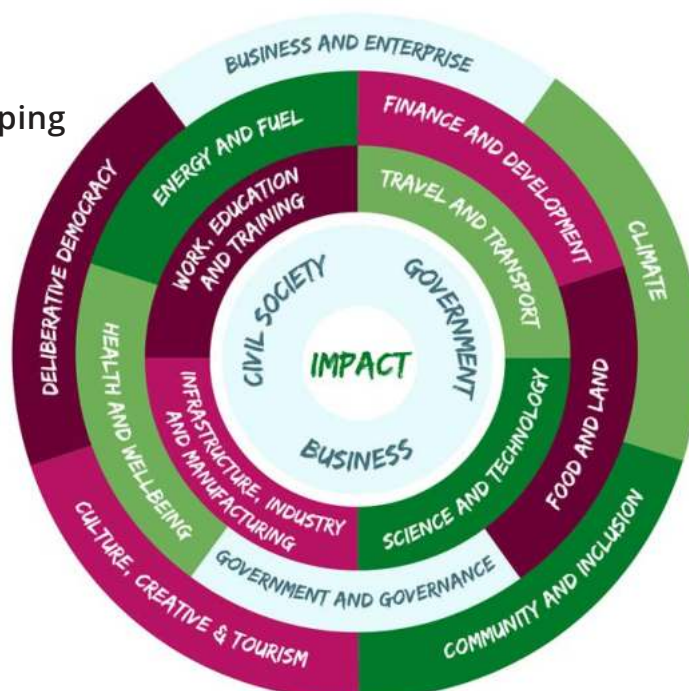 ping
BUSINESS AND ENTERPRISE
CLIMATE
COMMUNITY AND INCLUSION
CULTURE, CREATIVE & TOURISM
DELIBERATIVE DEMOCRACY
ENERGY AND FUEL
FINANCE AND DEVELOPMENT
FOOD AND LAND
GOVERNMENT AND GOVERNANCE
HEALTH AND WELLBEING
WORK, EDUCATION
AND TRAINING
TRAVEL AND TRANSPORT
SCIENCE AND TECHNOLOGY
INFRASTRUCTURE, INDUSTRY
AND MANUFACTURING
CIVIL SOCIETY
GOVERNMENT
BUSINESS
IMPACT